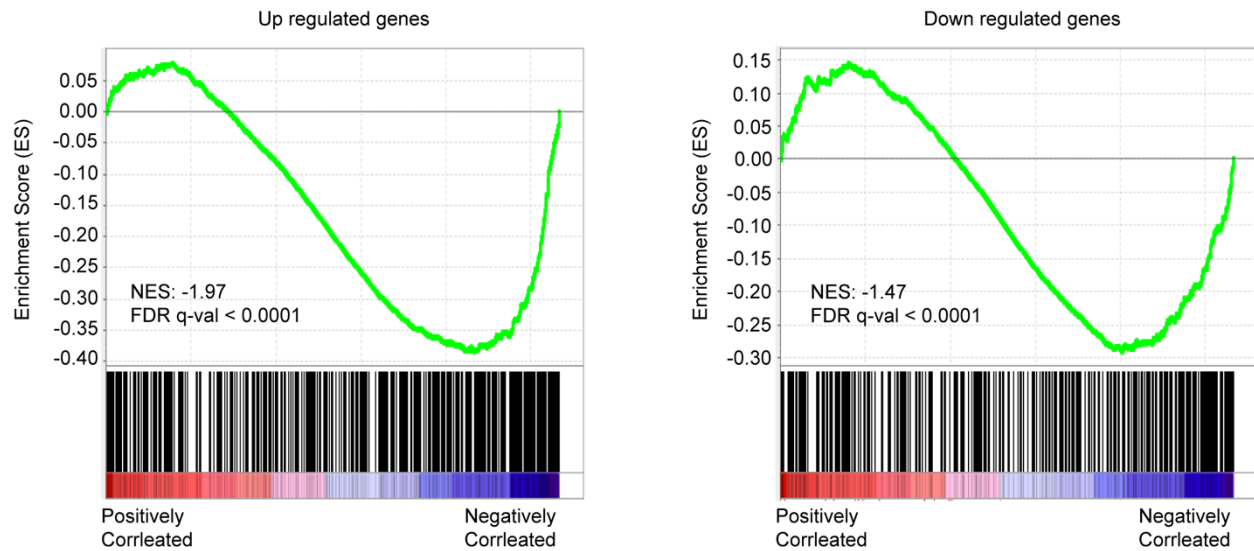 Up regulated genes
Enrichment Score (ES)
0.05
0.00
-0.05
-0.10
-0.15
-0.20
-0.25
-0.30
-0.35
-0.40
NES: -1.97
FDR q-val < 0.0001
Positively
Corrleated
Negatively
Corrleated
Down regulated genes
Enrichment Score (ES)
0.15
0.10
0.05
0.00
-0.05
-0.10
-0.15
-0.20
-0.25
-0.30
NES: -1.47
FDR q-val < 0.0001
Positively
Corrleated
Negatively
Corrleated